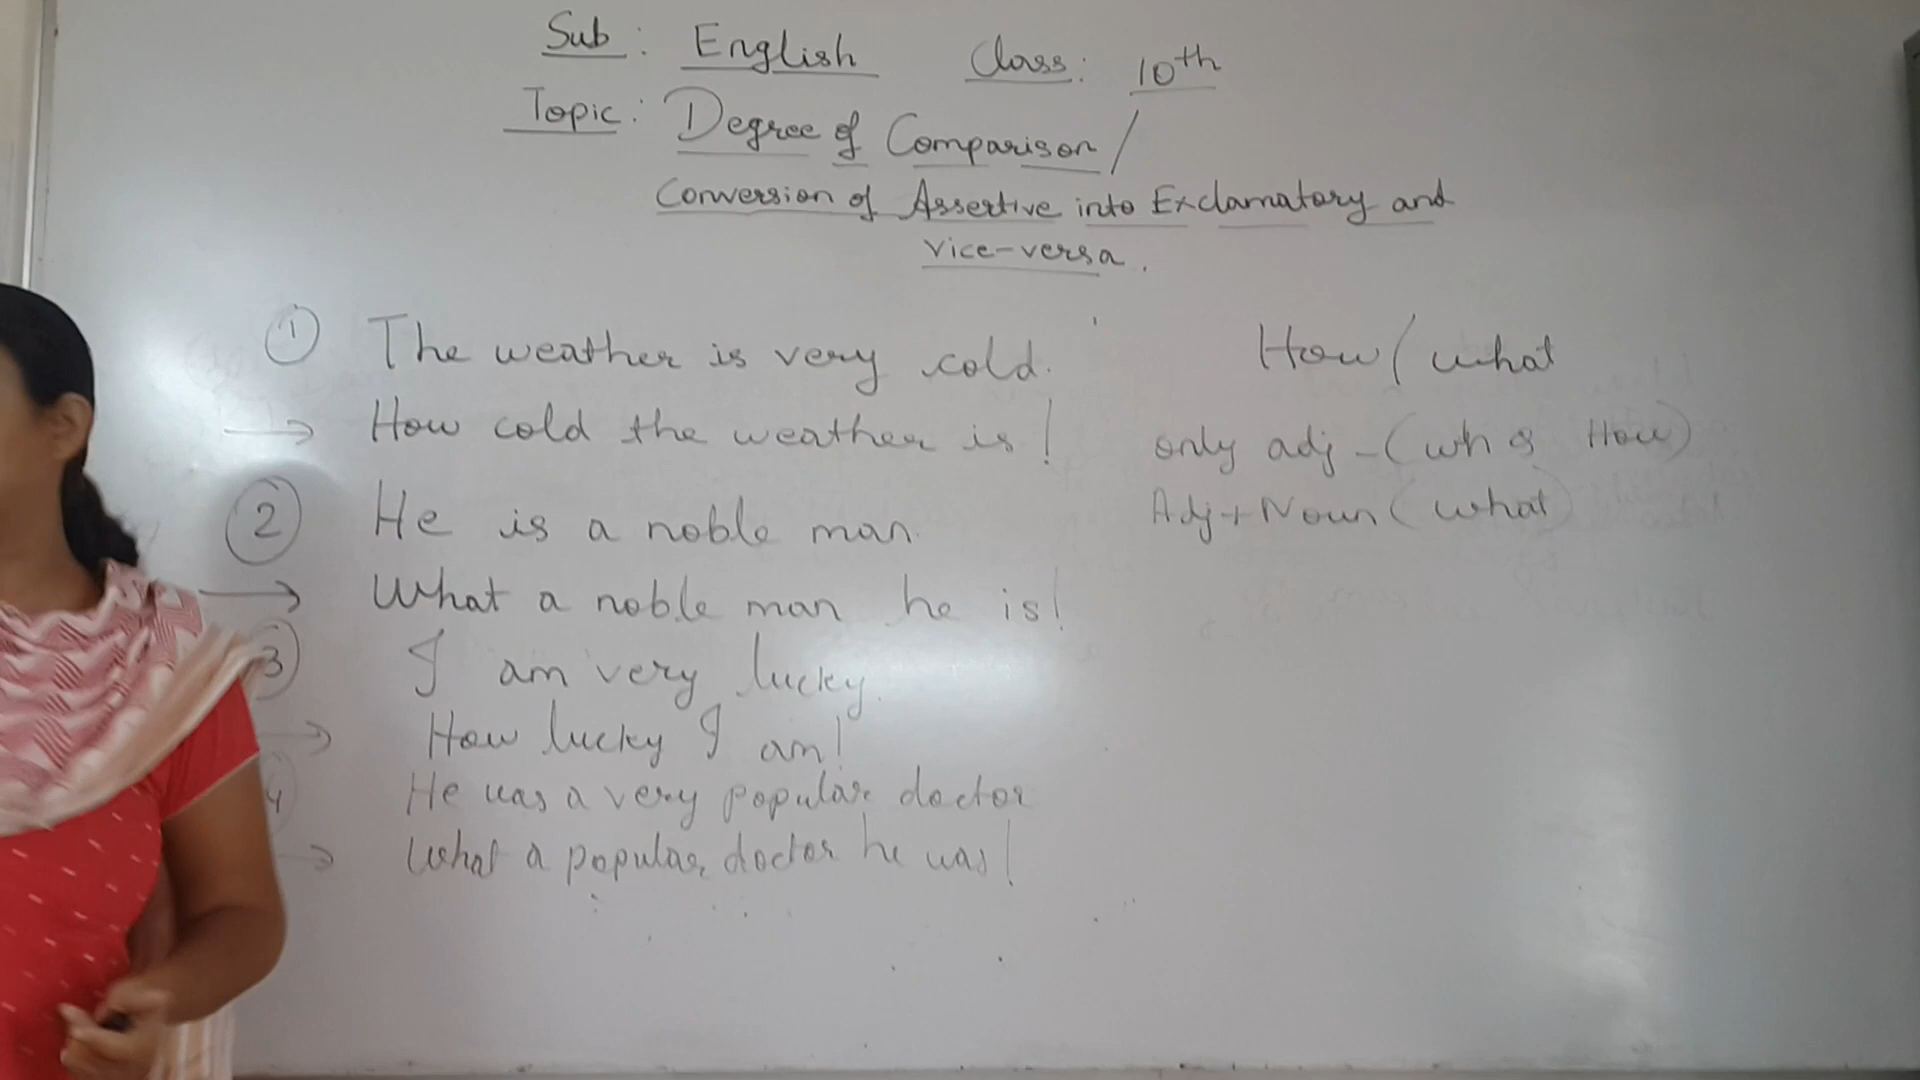 Sub: English Class: 10th
Topic: Degree of Comparison/
Conversion of Assertive into Exclamatory and
vice-versa.
1 The weather is very cold.
→ How cold the weather is!
2 He is a noble man.
→ What a noble man he is!
3 I am very lucky.
→ How lucky I am!
4 He was a very popular doctor
→ What a popular doctor he was!
How/what
only adj - (wh How)
Adj + Noun (what)